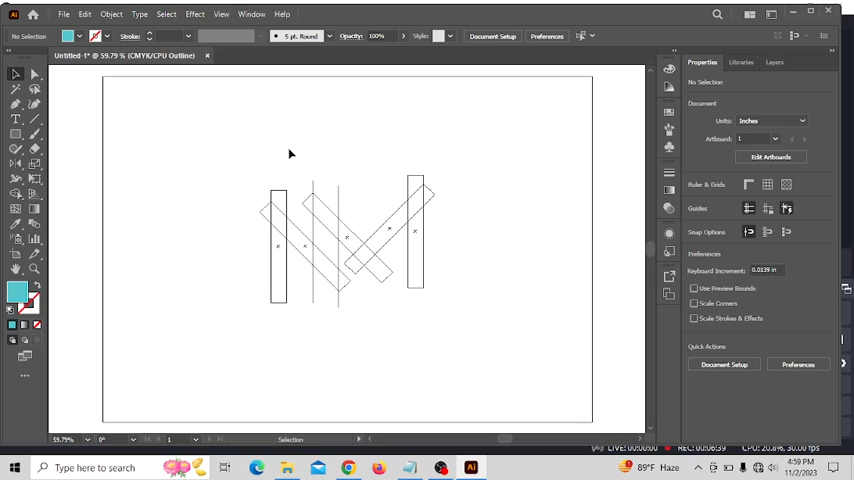 Ai File Edit Object Type Select Effect View Window Help
No Selection Stroke: 5 pt. Round Opacity: 100% Style: Document Setup Preferences
Untitled-1* @ 59.79 % (CMYK/CPU Outline) ×
Properties Libraries Layers
No Selection
Document
Units: Inches
Artboard: 1
Edit Artboards
Ruler & Grids
Guides
Snap Options
Preferences
Keyboard Increment: 0.0139 in
Use Preview Bounds
Scale Corners
Scale Strokes & Effects
Quick Actions
Document Setup Preferences
59.79% 0° 1 Selection
LIVE: 00:00:00 REC: 00:06:39 CPU: 20.8%, 30.00 fps
Type here to search Ai 89°F Haze 4:59 PM
11/2/2023